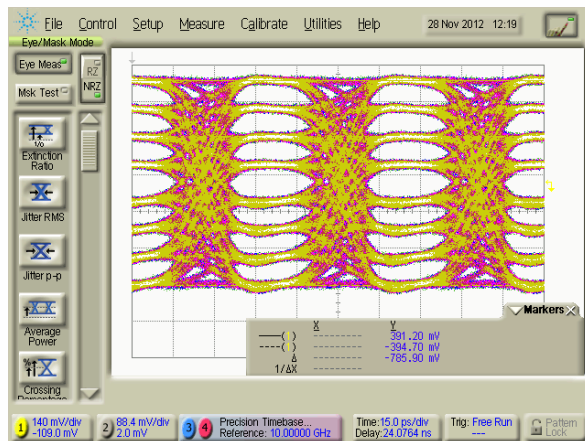 File Control Setup Measure Calibrate Utilities Help 28 Nov 2012 12:19
Eye/Mask Mode
Eye Meas
RZ
NRZ
Msk Test
Extinction
Ratio
Jitter RMS
Jitter p-p
Average
Power
Crossing
Percentage
Markers
X Y
----( ) --------- 391.20 mV
----( ) --------- -394.70 mV
Δ --------- -785.90 mV
1/ΔX ---------
1 140 mV/div 2 88.4 mV/div 3 4 Precision Timebase... Time:15.0 ps/div Trig: Free Run Pattern
-109.0 mV 2.0 mV Reference: 10.00000 GHz Delay:24.0764 ns ---- Lock